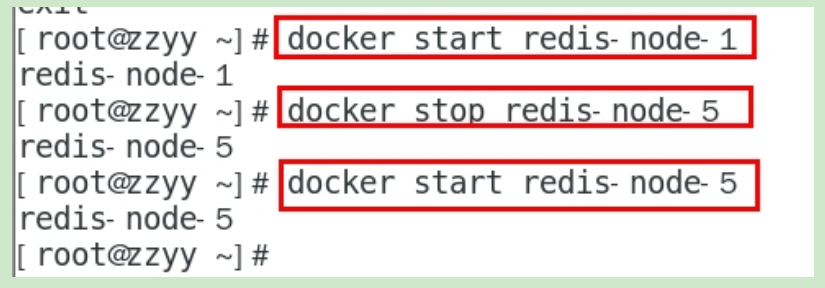 exit
[root@zzyy ~]# docker start redis-node-1
redis-node-1
[root@zzyy ~]# docker stop redis-node-5
redis-node-5
[root@zzyy ~]# docker start redis-node-5
redis-node-5
[root@zzyy ~]#